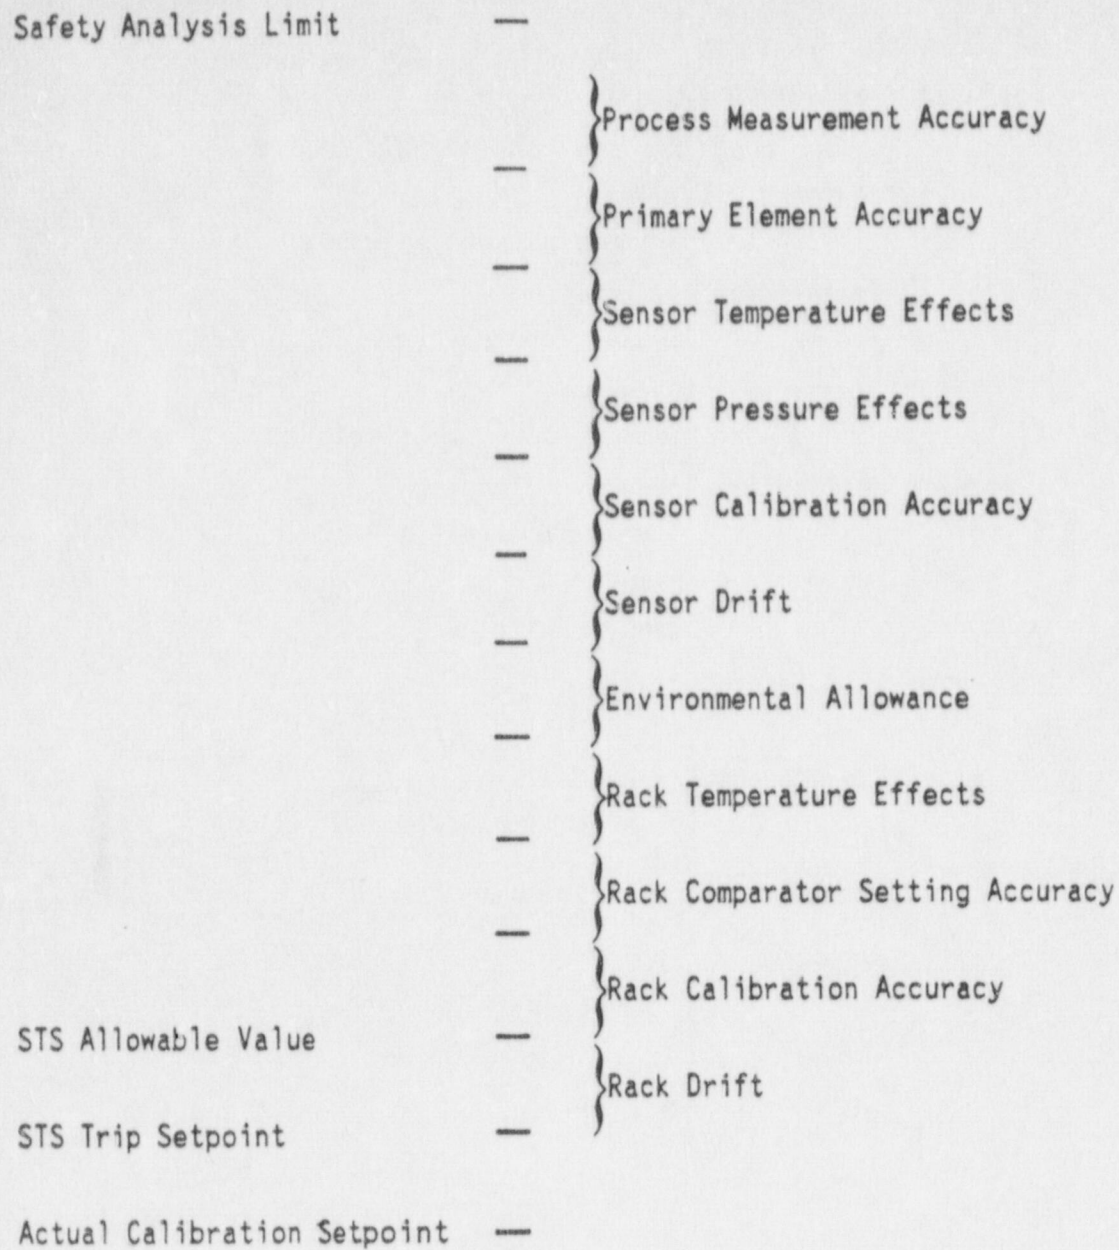 Safety Analysis Limit
Process Measurement Accuracy
Primary Element Accuracy
Sensor Temperature Effects
Sensor Pressure Effects
Sensor Calibration Accuracy
Sensor Drift
Environmental Allowance
Rack Temperature Effects
Rack Comparator Setting Accuracy
Rack Calibration Accuracy
STS Allowable Value
Rack Drift
STS Trip Setpoint
Actual Calibration Setpoint